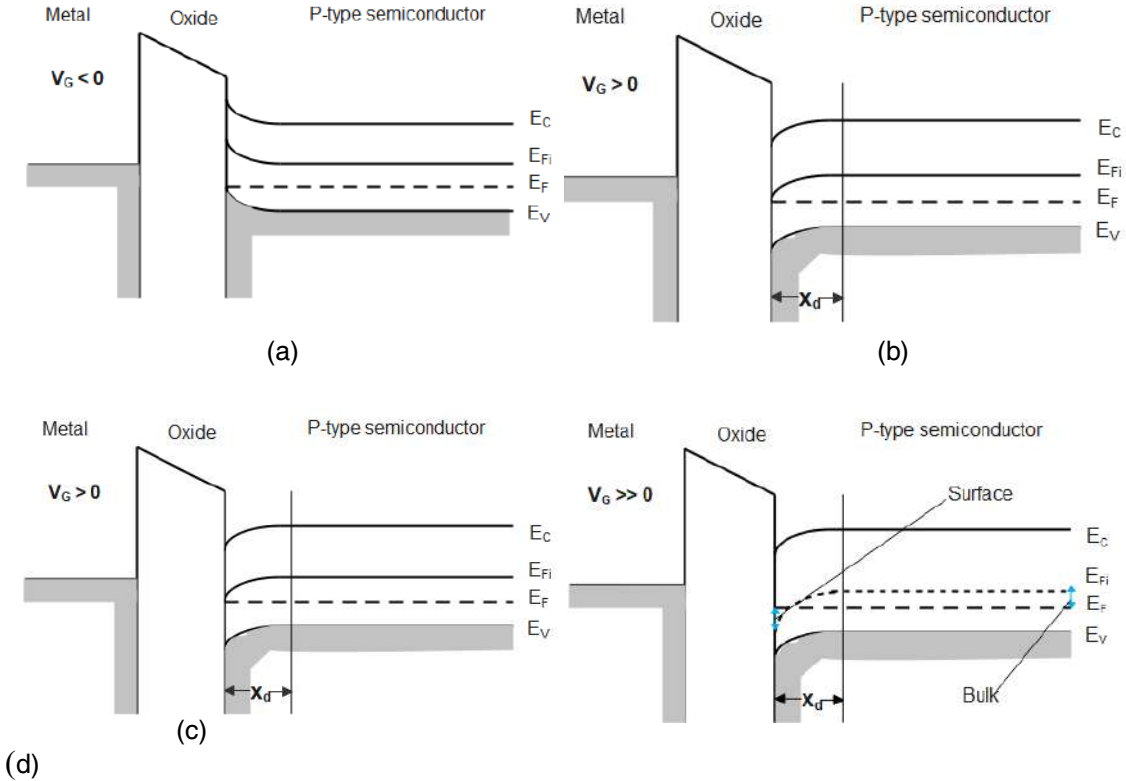 Metal
Oxide
P-type semiconductor
V_G < 0
E_C
E_Fi
E_F
E_V
(a)
Metal
Oxide
P-type semiconductor
V_G > 0
E_C
E_Fi
E_F
E_V
X_d
(b)
Metal
Oxide
P-type semiconductor
V_G > 0
E_C
E_Fi
E_F
E_V
X_d
(c)
Metal
Oxide
P-type semiconductor
V_G >> 0
Surface
E_C
E_Fi
E_F
E_V
X_d
Bulk
(d)